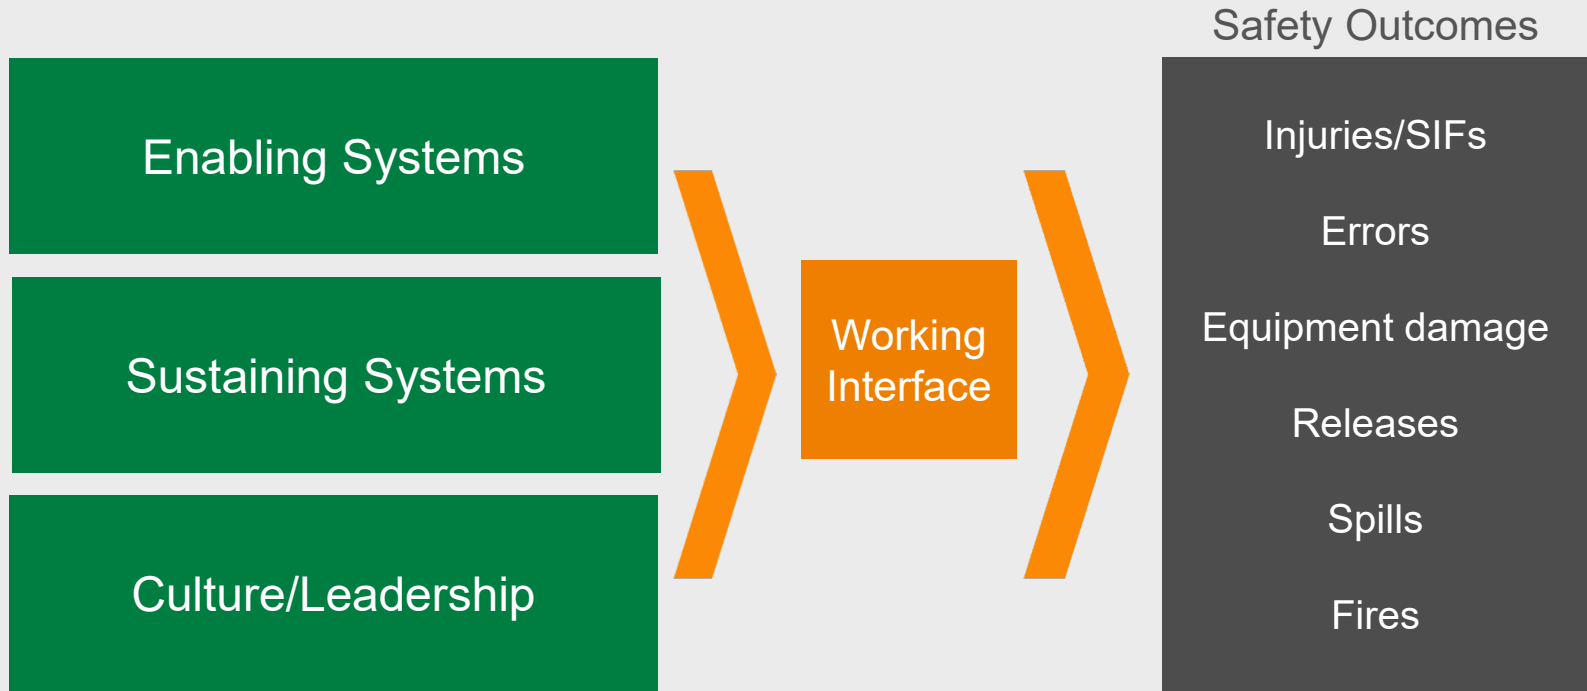 Safety Outcomes
Enabling Systems
Sustaining Systems
Culture/Leadership
Working
Interface
Injuries/SIFs
Errors
Equipment damage
Releases
Spills
Fires